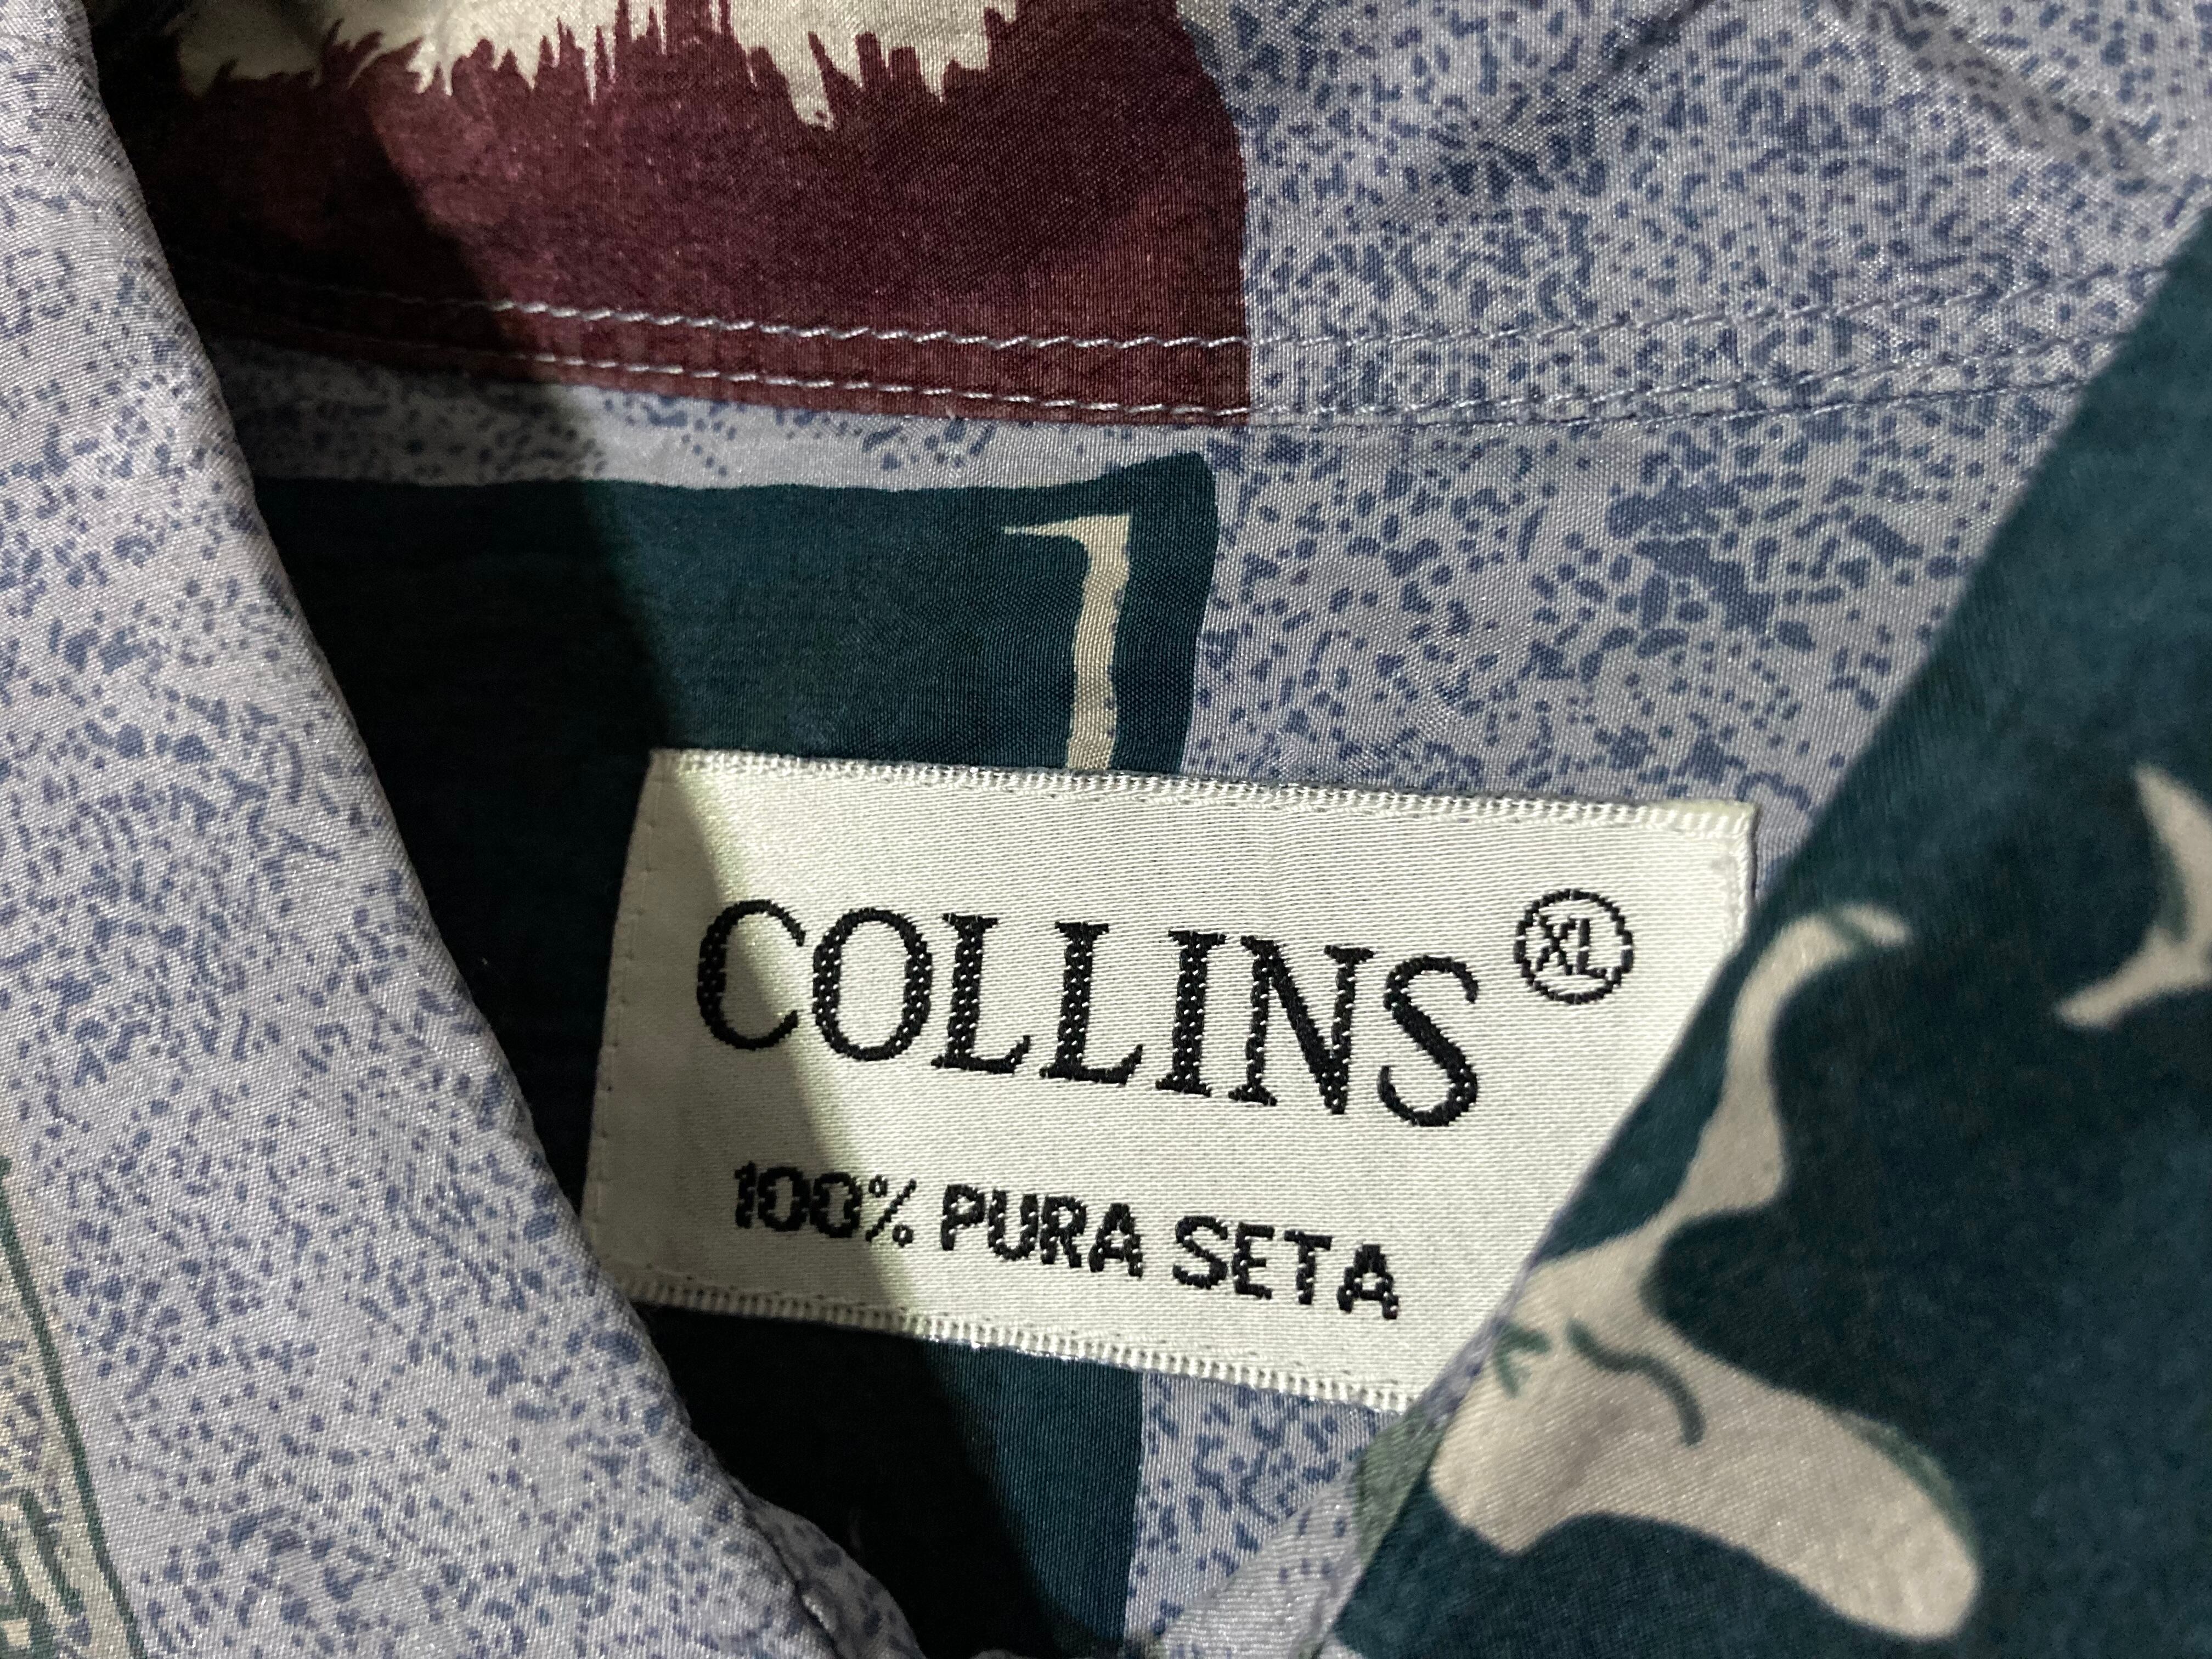 COLLINS XL
100% PURA SETA